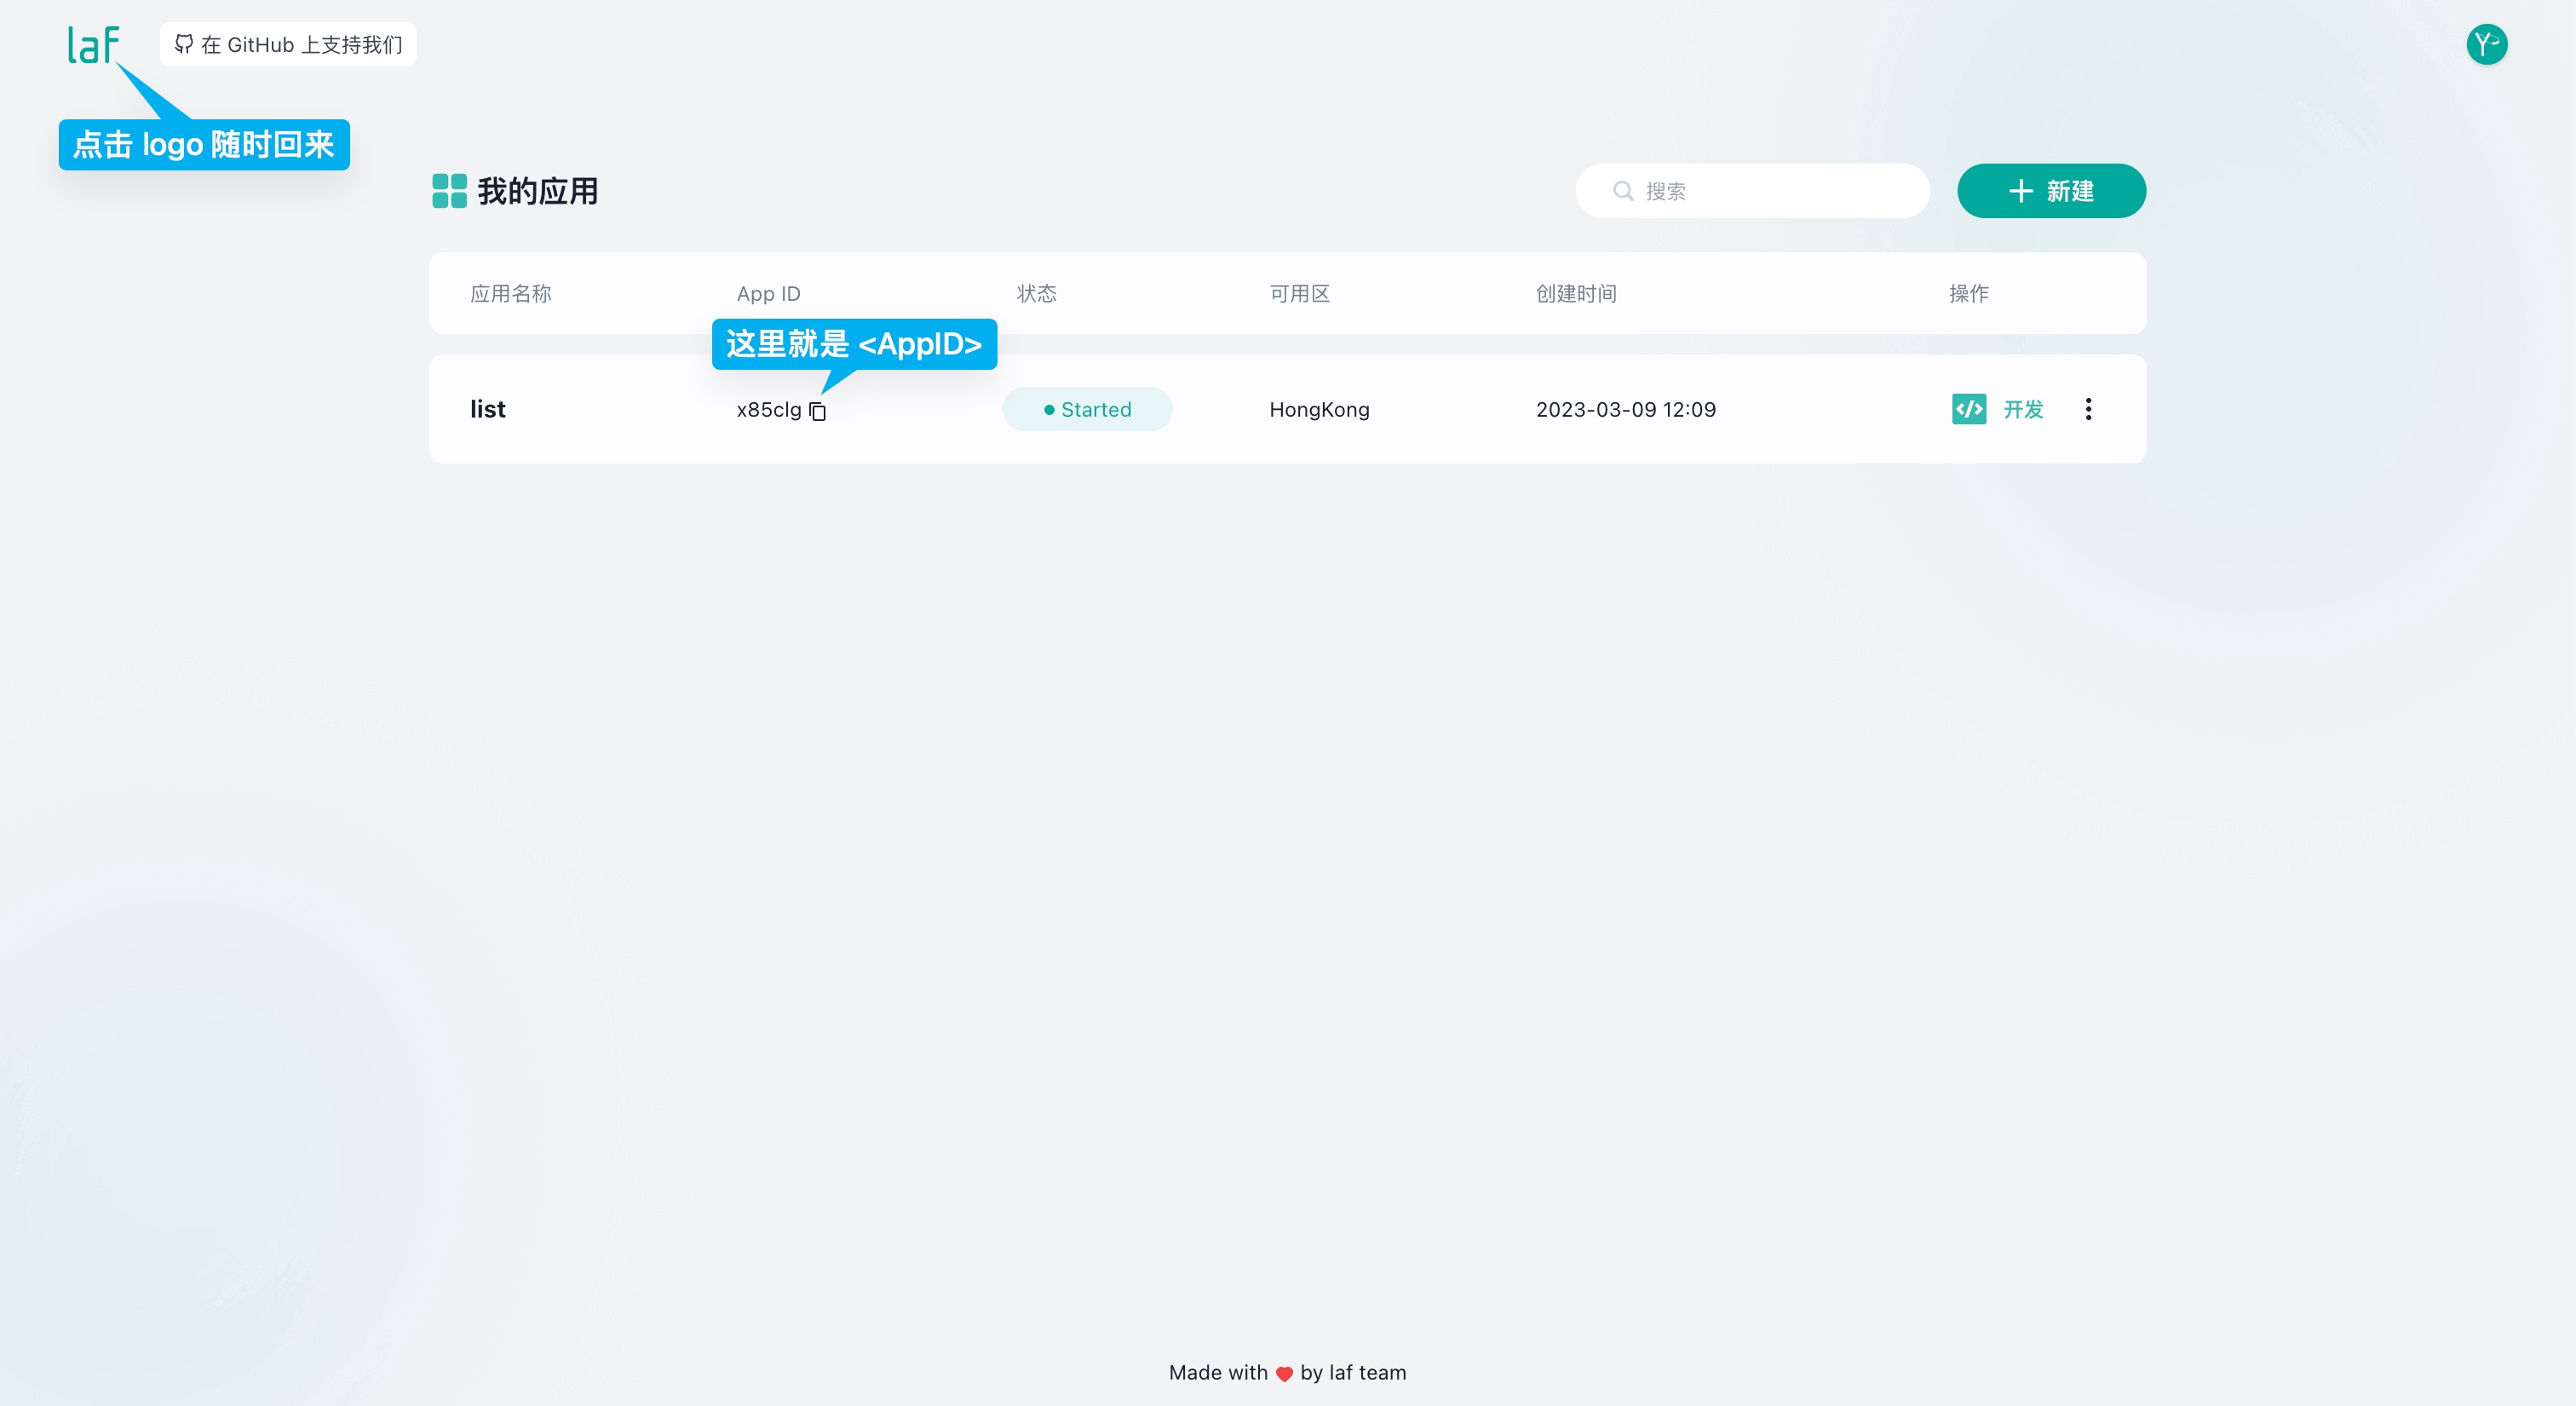 laf
在 GitHub 上支持我们
点击 logo 随时回来
我的应用
搜索
新建
应用名称 App ID 状态 可用区 创建时间 操作
这里就是 <AppID>
list x85clg Started HongKong 2023-03-09 12:09 </> 开发
Made with ❤ by laf team